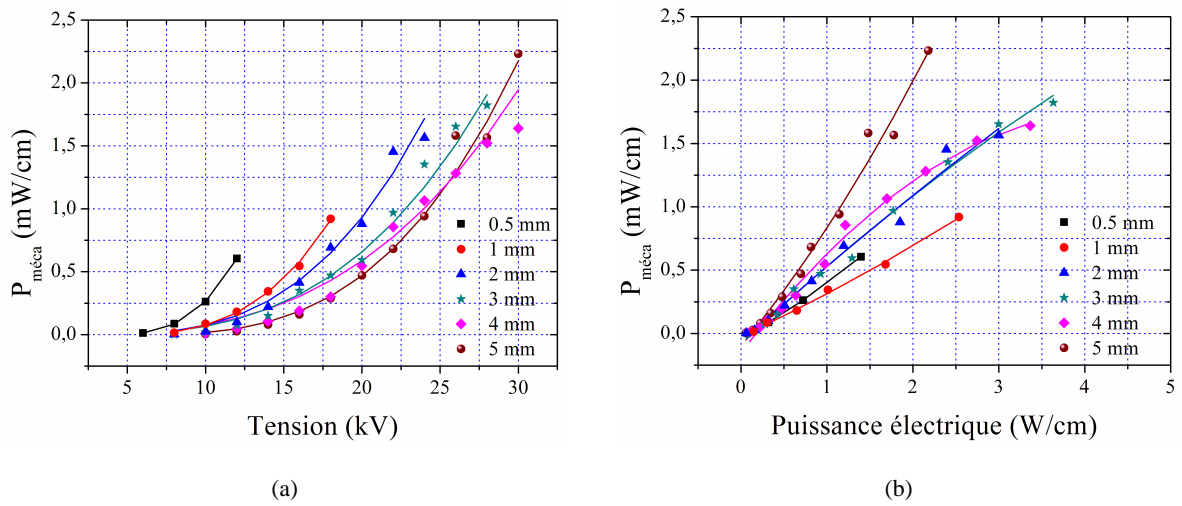 2,5
2,0
1,5
1,0
0,5
0,0
P méca (mW/cm)
5 10 15 20 25 30
Tension (kV)
0.5 mm
1 mm
2 mm
3 mm
4 mm
5 mm
(a)
2,5
2,0
1,5
1,0
0,5
0,0
P méca (mW/cm)
0 1 2 3 4 5
Puissance électrique (W/cm)
0.5 mm
1 mm
2 mm
3 mm
4 mm
5 mm
(b)